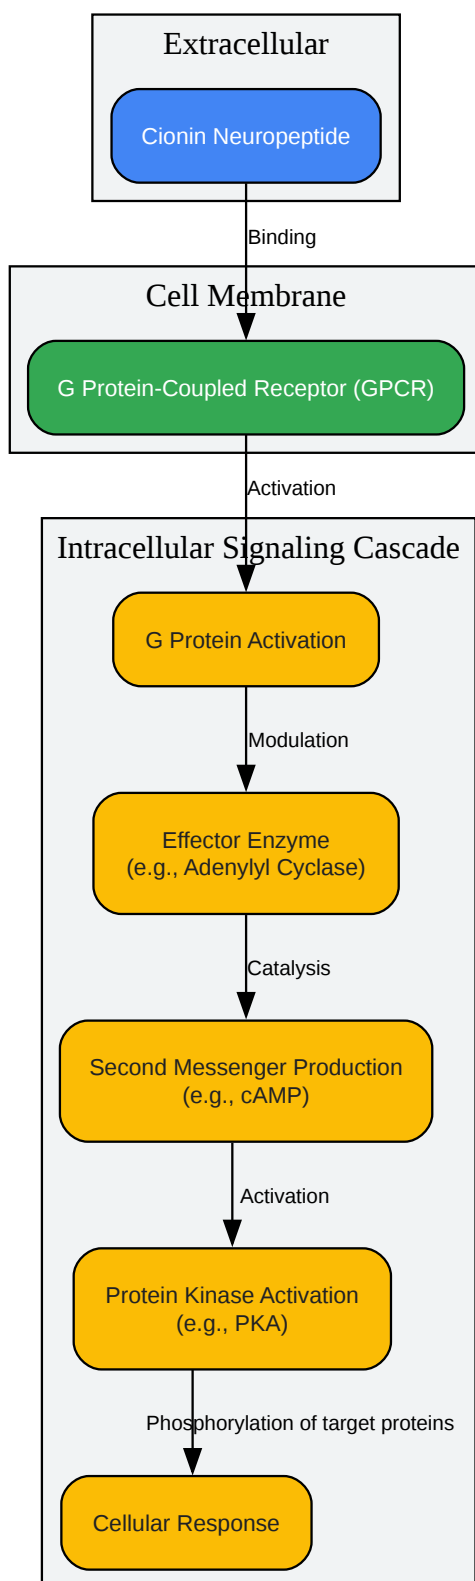 Extracellular
Cionin Neuropeptide
Binding
Cell Membrane
G Protein-Coupled Receptor (GPCR)
Activation
Intracellular Signaling Cascade
G Protein Activation
Modulation
Effector Enzyme
(e.g., Adenylyl Cyclase)
Catalysis
Second Messenger Production
(e.g., cAMP)
Activation
Protein Kinase Activation
(e.g., PKA)
Phosphorylation of target proteins
Cellular Response